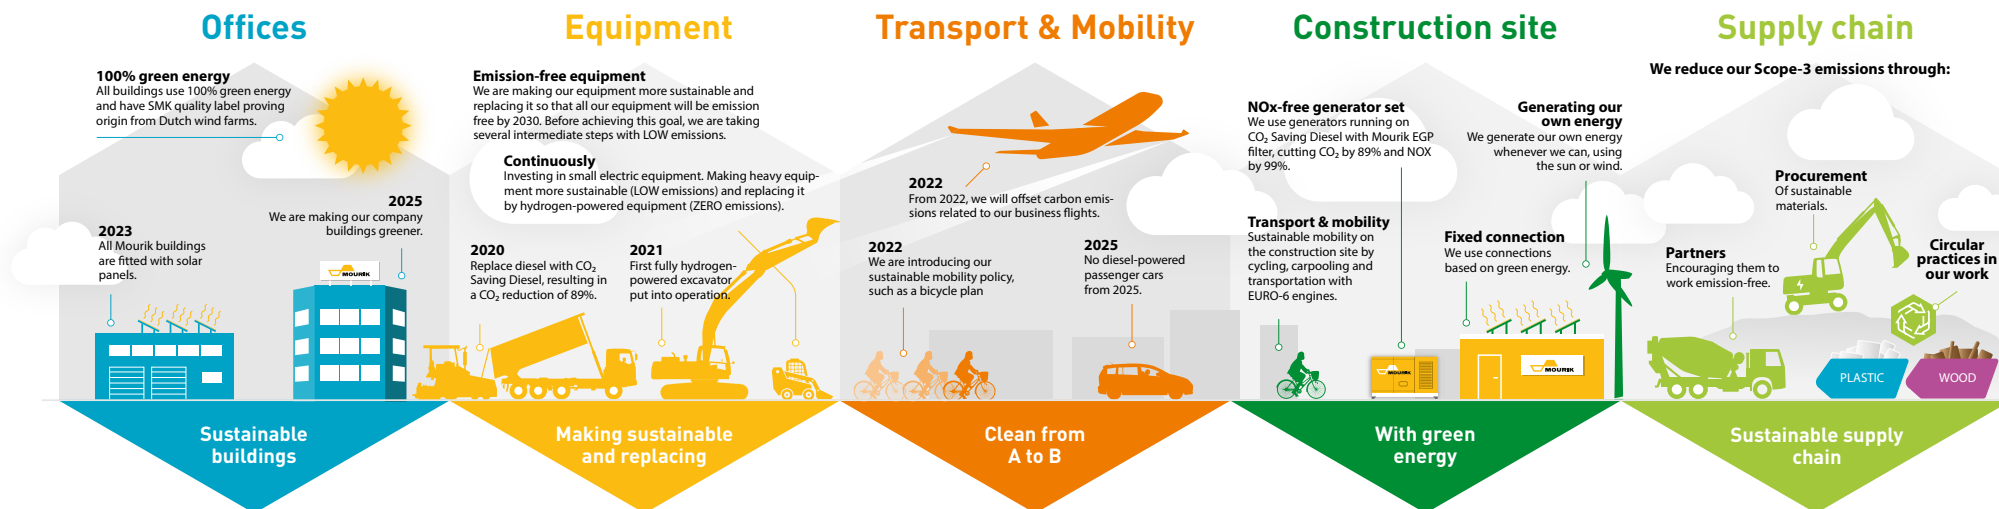 Offices
100% green energy
All buildings use 100% green energy
and have SMK quality label proving
origin from Dutch wind farms.
2025
We are making our company
buildings greener.
2023
All Mourik buildings
are fitted with solar
panels.
MOURIK
Sustainable
buildings
Equipment
Emission-free equipment
We are making our equipment more sustainable and
replacing it so that all our equipment will be emission
free by 2030. Before achieving this goal, we are taking
several intermediate steps with LOW emissions.
Continuously
Investing in small electric equipment. Making heavy equip-
ment more sustainable (LOW emissions) and replacing it
by hydrogen-powered equipment (ZERO emissions).
2020
Replace diesel with CO₂
Saving Diesel, resulting in
a CO₂ reduction of 89%.
2021
First fully hydrogen-
powered excavator
put into operation.
Making sustainable
and replacing
Transport & Mobility
2022
From 2022, we will offset carbon emis-
sions related to our business flights.
2022
We are introducing our
sustainable mobility policy,
such as a bicycle plan
2025
No diesel-powered
passenger cars
from 2025.
Clean from
A to B
Construction site
NOx-free generator set
We use generators running on
CO₂ Saving Diesel with Mourik EGP
filter, cutting CO₂ by 89% and NOX
by 99%.
Generating our
own energy
We generate our own energy
whenever we can, using
the sun or wind.
Transport & mobility
Sustainable mobility on
the construction site by
cycling, carpooling and
transportation with
EURO-6 engines.
Fixed connection
We use connections
based on green energy.
MOURIK
MOURIK
With green
energy
Supply chain
We reduce our Scope-3 emissions through:
Procurement
Of sustainable
materials.
Partners
Encouraging them to
work emission-free.
Circular
practices in
our work
PLASTIC
WOOD
Sustainable supply
chain